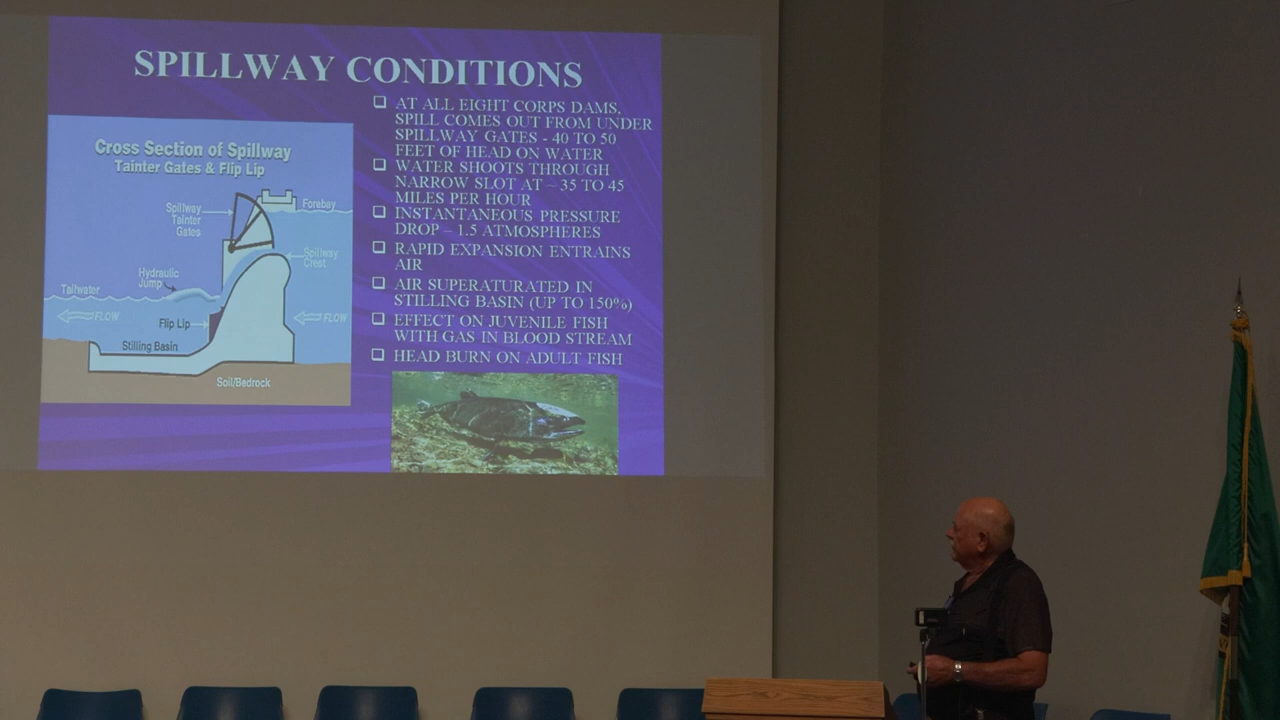 SPILLWAY CONDITIONS
Cross Section of Spillway
Tainter Gates & Flip Lip
Spillway
Tainter
Gates
Forebay
Spillway
Crest
Hydraulic
Jump
Tailwater
FLOW
FLOW
Flip Lip
Stilling Basin
Soil/Bedrock
AT ALL EIGHT CORPS DAMS,
SPILL COMES OUT FROM UNDER
SPILLWAY GATES - 40 TO 50
FEET OF HEAD ON WATER
WATER SHOOTS THROUGH
NARROW SLOT AT ~ 35 TO 45
MILES PER HOUR
INSTANTANEOUS PRESSURE
DROP ~ 1.5 ATMOSPHERES
RAPID EXPANSION ENTRAINS
AIR
AIR SUPERATURATED IN
STILLING BASIN (UP TO 150%)
EFFECT ON JUVENILE FISH
WITH GAS IN BLOOD STREAM
HEAD BURN ON ADULT FISH